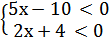 5x − 10 < 0
2x + 4 < 0